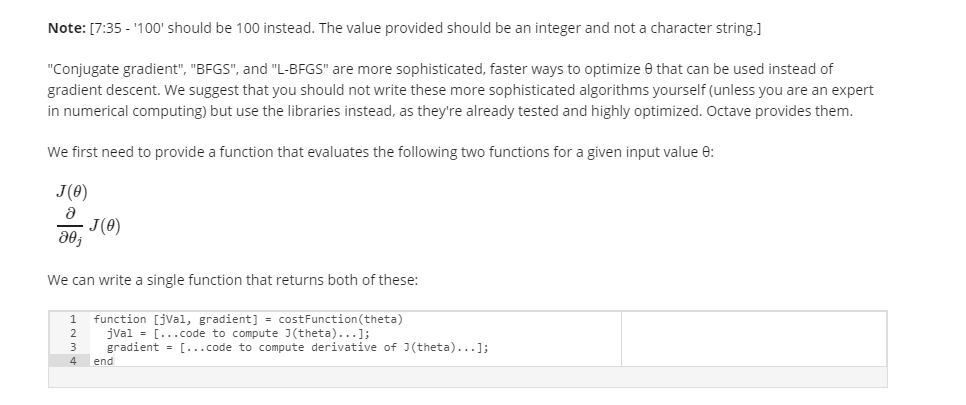 Note: [7:35 - '100' should be 100 instead. The value provided should be an integer and not a character string.]
"Conjugate gradient", "BFGS", and "L-BFGS" are more sophisticated, faster ways to optimize θ that can be used instead of
gradient descent. We suggest that you should not write these more sophisticated algorithms yourself (unless you are an expert
in numerical computing) but use the libraries instead, as they're already tested and highly optimized. Octave provides them.
We first need to provide a function that evaluates the following two functions for a given input value θ:
J(θ)
∂
∂θj J(θ)
We can write a single function that returns both of these:
1 function [jVal, gradient] = costFunction(theta)
2 jVal = [...code to compute J(theta)...];
3 gradient = [...code to compute derivative of J(theta)...];
4 end